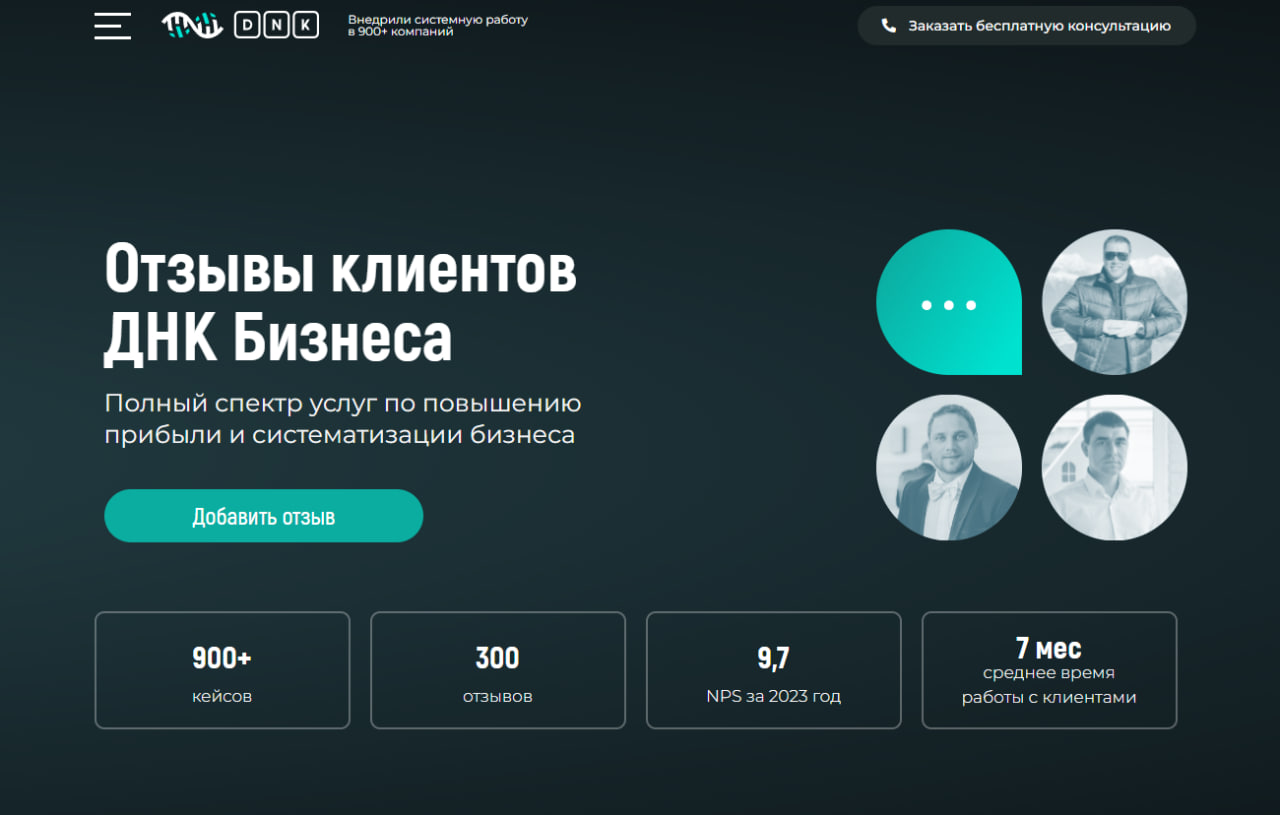 DNK
Внедрили системную работу
в 900+ компаний
Заказать бесплатную консультацию
Отзывы клиентов
ДНК Бизнеса
Полный спектр услуг по повышению
прибыли и систематизации бизнеса
Добавить отзыв
900+
кейсов
300
отзывов
9,7
NPS за 2023 год
7 мес
среднее время
работы с клиентами